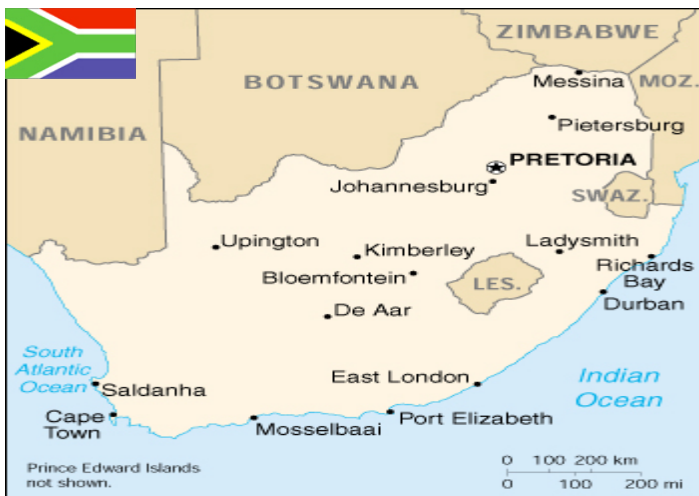 ZIMBABWE
BOTSWANA
Messina
MOZ.
NAMIBIA
Pietersburg
PRETORIA
Johannesburg
SWAZ.
Upington
Kimberley
Ladysmith
Bloemfontein
LES.
Richards
Bay
Durban
De Aar
South
Atlantic
Ocean
Saldanha
East London
Indian
Ocean
Cape
Town
Mosselbaai
Port Elizabeth
Prince Edward Islands
not shown.
0 100 200 km
0 100 200 mi